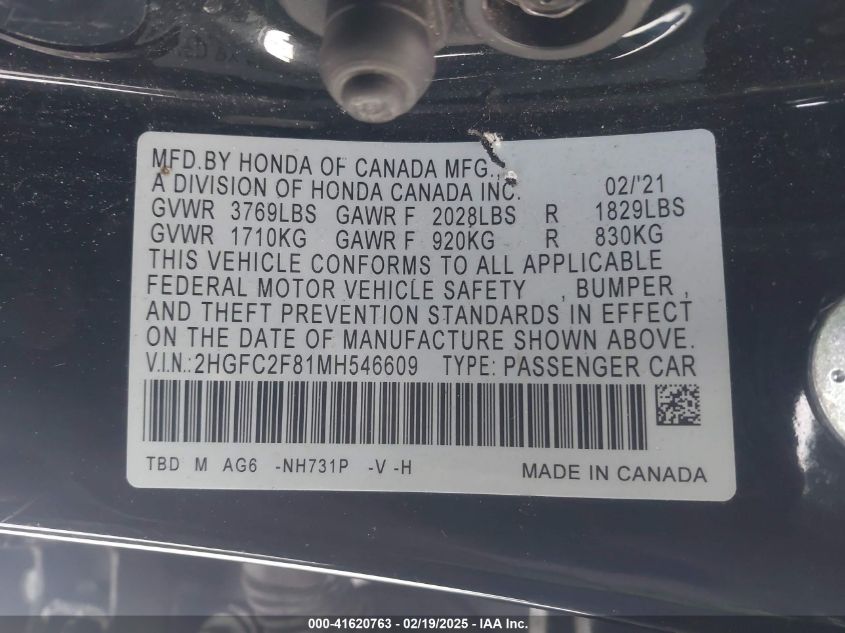 MFD.BY HONDA OF CANADA MFG.,
A DIVISION OF HONDA CANADA INC. 02/'21
GVWR 3769LBS GAWR F 2028LBS R 1829LBS
GVWR 1710KG GAWR F 920KG R 830KG
THIS VEHICLE CONFORMS TO ALL APPLICABLE
FEDERAL MOTOR VEHICLE SAFETY , BUMPER ,
AND THEFT PREVENTION STANDARDS IN EFFECT
ON THE DATE OF MANUFACTURE SHOWN ABOVE.
V.I.N.:2HGFC2F81MH546609 TYPE: PASSENGER CAR
TBD M AG6 -NH731P -V -H MADE IN CANADA
000-41620763 - 02/19/2025 - IAA Inc.